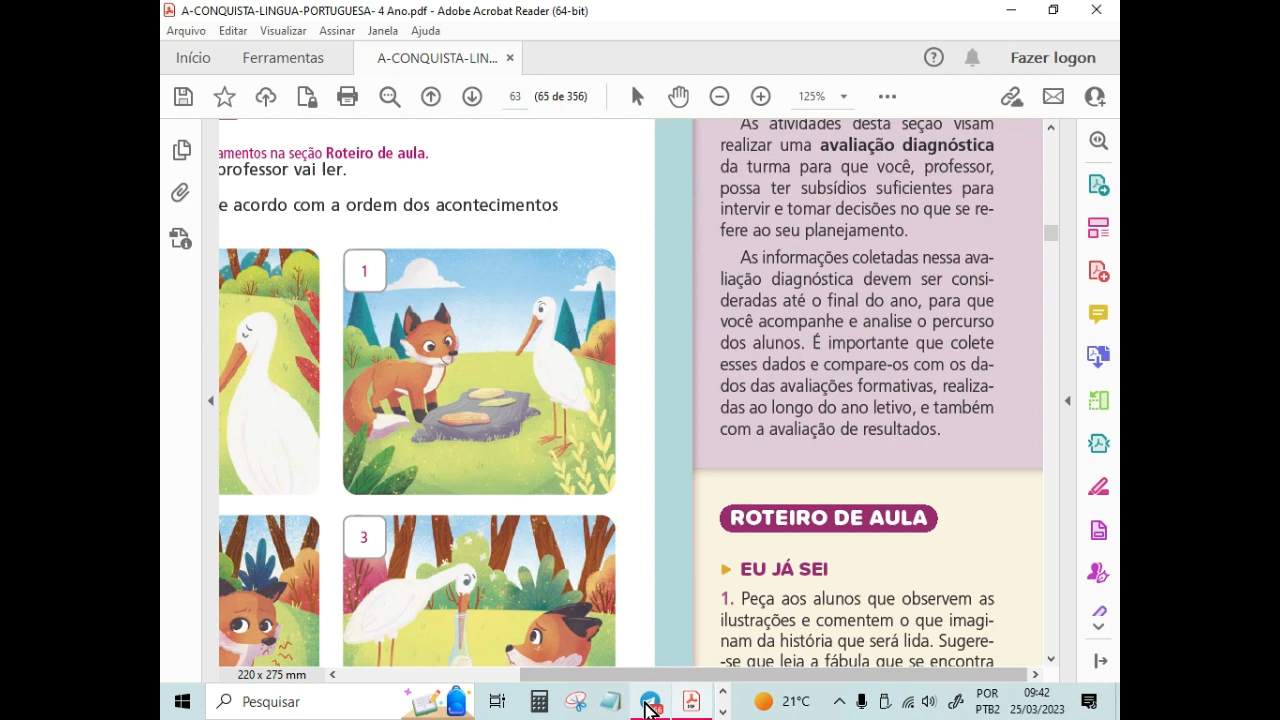 A-CONQUISTA-LINGUA-PORTUGUESA- 4 Ano.pdf - Adobe Acrobat Reader (64-bit)
Arquivo Editar Visualizar Assinar Janela Ajuda
Início Ferramentas A-CONQUISTA-LIN... × Fazer logon
63 (65 de 356) 125%
amentos na seção Roteiro de aula.
professor vai ler.
e acordo com a ordem dos acontecimentos
1
3
As atividades desta seção visam
realizar uma avaliação diagnóstica
da turma para que você, professor,
possa ter subsídios suficientes para
intervir e tomar decisões no que se re-
fere ao seu planejamento.
As informações coletadas nessa ava-
liação diagnóstica devem ser consi-
deradas até o final do ano, para que
você acompanhe e analise o percurso
dos alunos. É importante que colete
esses dados e compare-os com os da-
dos das avaliações formativas, realiza-
das ao longo do ano letivo, e também
com a avaliação de resultados.
ROTEIRO DE AULA
EU JÁ SEI
1. Peça aos alunos que observem as
ilustrações e comentem o que imagi-
nam da história que será lida. Sugere-
-se que leia a fábula que se encontra
220 x 275 mm
Pesquisar 21°C POR 09:42
PTB2 25/03/2023